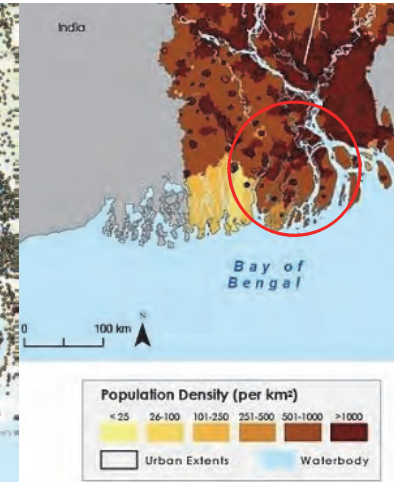 India
Bay of
Bengal
N
0 100 km
Population Density (per km²)
< 25 26-100 101-250 251-500 501-1000 >1000
Urban Extents Waterbody